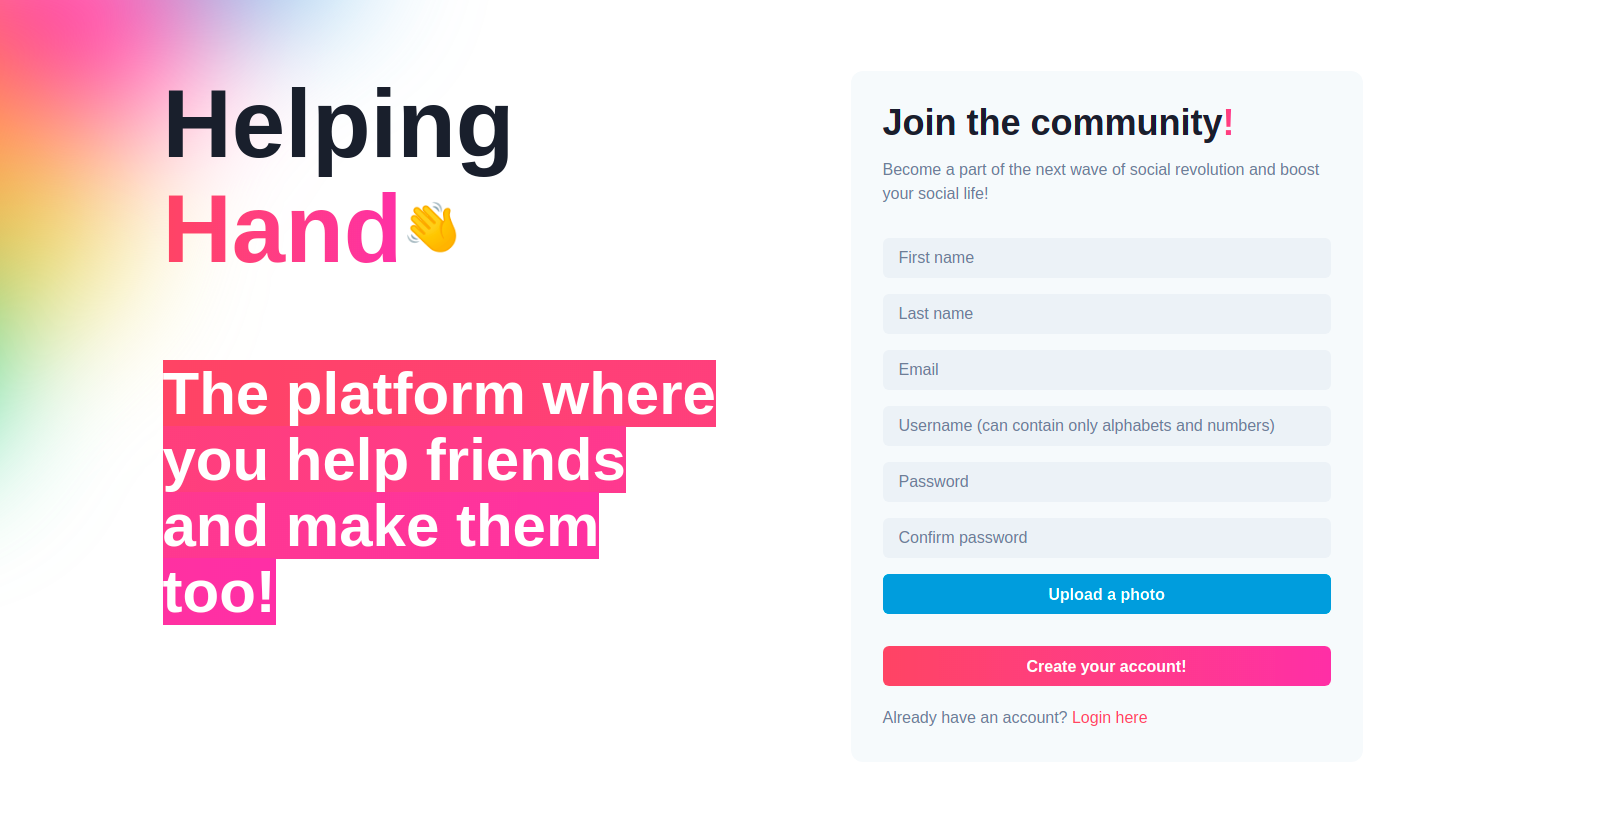 Helping
Hand👋
The platform where
you help friends
and make them
too!
Join the community!
Become a part of the next wave of social revolution and boost
your social life!
First name
Last name
Email
Username (can contain only alphabets and numbers)
Password
Confirm password
Upload a photo
Create your account!
Already have an account? Login here